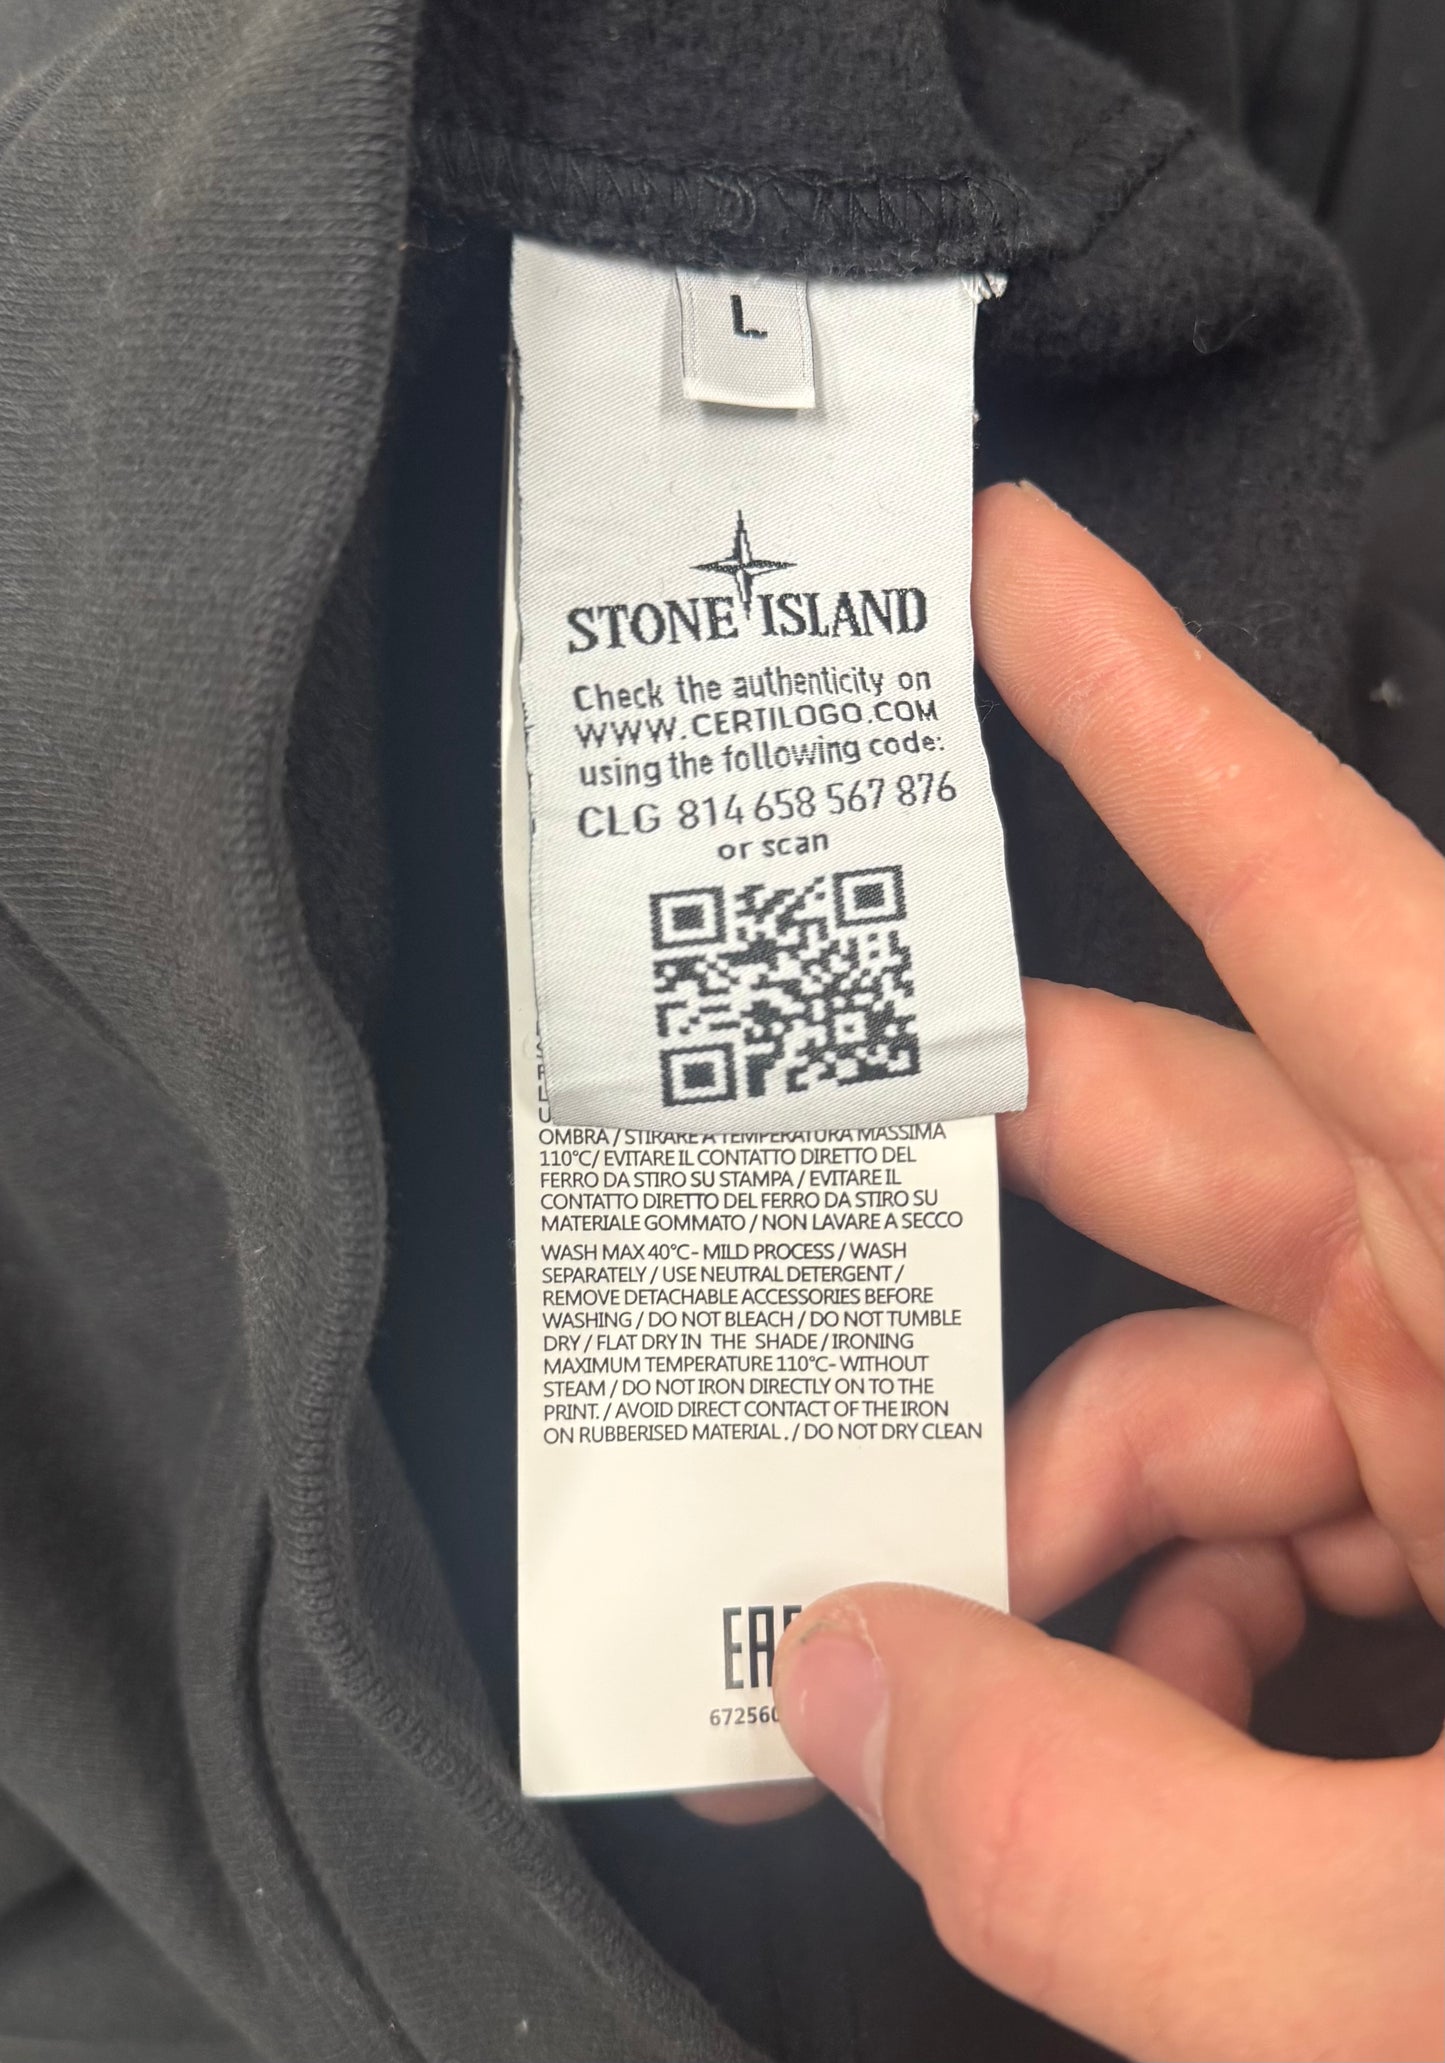 L
STONE ISLAND
Check the authenticity on
WWW.CERTILOGO.COM
using the following code:
CLG 814 658 567 876
or scan
OMBRA / STIRARE A TEMPERATURA MASSIMA
110°C/ EVITARE IL CONTATTO DIRETTO DEL
FERRO DA STIRO SU STAMPA / EVITARE IL
CONTATTO DIRETTO DEL FERRO DA STIRO SU
MATERIALE GOMMATO / NON LAVARE A SECCO
WASH MAX 40°C- MILD PROCESS / WASH
SEPARATELY / USE NEUTRAL DETERGENT /
REMOVE DETACHABLE ACCESSORIES BEFORE
WASHING / DO NOT BLEACH / DO NOT TUMBLE
DRY / FLAT DRY IN THE SHADE / IRONING
MAXIMUM TEMPERATURE 110°C- WITHOUT
STEAM / DO NOT IRON DIRECTLY ON TO THE
PRINT. / AVOID DIRECT CONTACT OF THE IRON
ON RUBBERISED MATERIAL . / DO NOT DRY CLEAN